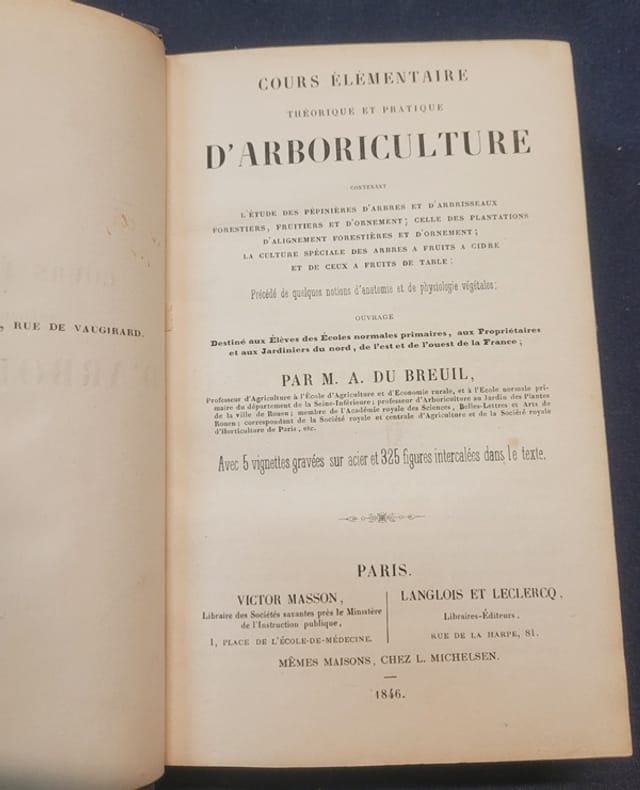 , RUE DE VAUGIRARD.
COURS ÉLÉMENTAIRE
THÉORIQUE ET PRATIQUE
D'ARBORICULTURE
CONTENANT
L'ÉTUDE DES PÉPINIÈRES D'ARBRES ET D'ARBRISSEAUX
FORESTIERS, FRUITIERS ET D'ORNEMENT; CELLE DES PLANTATIONS
D'ALIGNEMENT FORESTIÈRES ET D'ORNEMENT;
LA CULTURE SPÉCIALE DES ARBRES A FRUITS A CIDRE
ET DE CEUX A FRUITS DE TABLE:
Précédé de quelques notions d'anatomie et de physiologie végétales;
OUVRAGE
Destiné aux Élèves des Écoles normales primaires, aux Propriétaires
et aux Jardiniers du nord, de l'est et de l'ouest de la France;
PAR M. A. DU BREUIL,
Professeur d'Agriculture à l'École d'Agriculture et d'Economie rurale, et à l'Ecole normale pri-
maire du département de la Seine-Inférieure; professeur d'Arboriculture au Jardin des Plantes
de la ville de Rouen; membre de l'Académie royale des Sciences, Belles-Lettres et Arts de
Rouen; correspondant de la Société royale et centrale d'Agriculture et de la Société royale
d'Horticulture de Paris, etc.
Avec 5 vignettes gravées sur acier et 325 figures intercalées dans le texte.
PARIS.
VICTOR MASSON,
Libraire des Sociétés savantes près le Ministère
de l'Instruction publique,
1, PLACE DE L'ÉCOLE-DE-MÉDECINE.
LANGLOIS ET LECLERCQ,
Libraires-Éditeurs,
RUE DE LA HARPE, 81.
MÊMES MAISONS, CHEZ L. MICHELSEN.
1846.